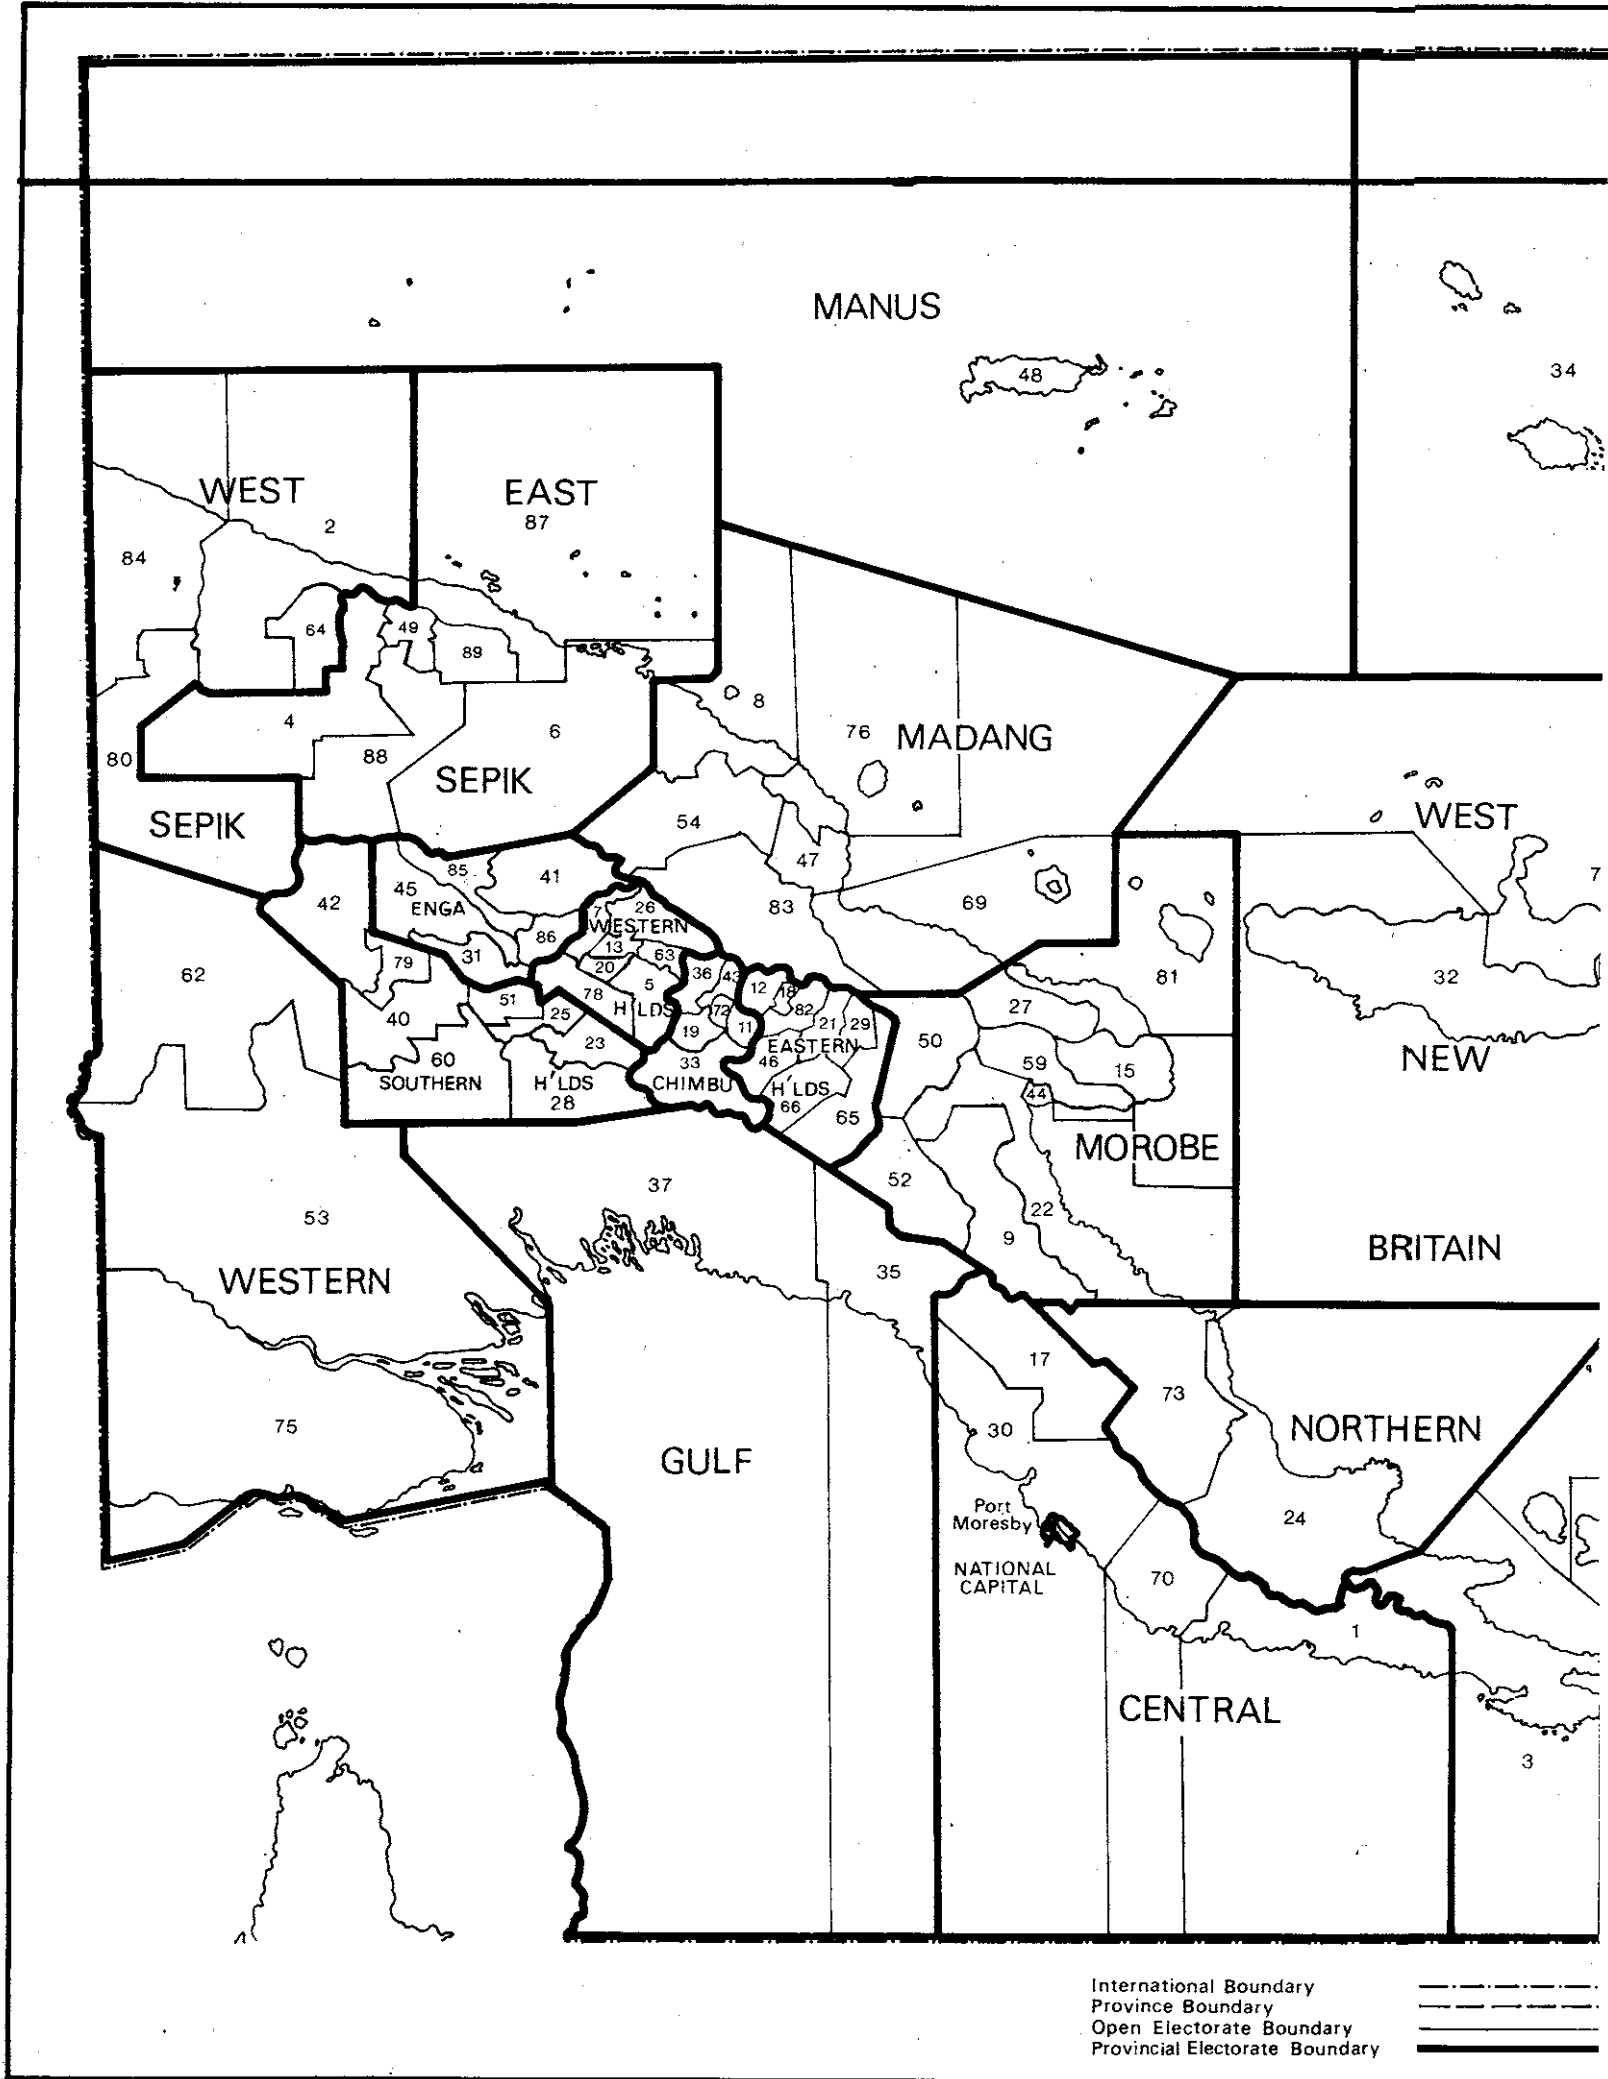 MANUS
48
34
WEST
EAST
2
87
84
64
49
89
8
4
6
76
MADANG
80
88
SEPIK
SEPIK
54
WEST
47
85
41
7
45
42
ENGA
7
26
83
69
WESTERN
86
13
31
63
79
62
20
36
43
5
12
18
81
32
78
51
H'LDS
72
82
27
25
40
19
11
21
29
50
23
EASTERN
60
33
46
59
15
NEW
SOUTHERN
H'LDS
CHIMBU
H'LDS
44
28
66
65
MOROBE
37
52
53
22
9
BRITAIN
WESTERN
35
17
73
75
30
NORTHERN
GULF
Port
Moresby
24
NATIONAL
CAPITAL
70
1
CENTRAL
3
International Boundary
Province Boundary
Open Electorate Boundary
Provincial Electorate Boundary